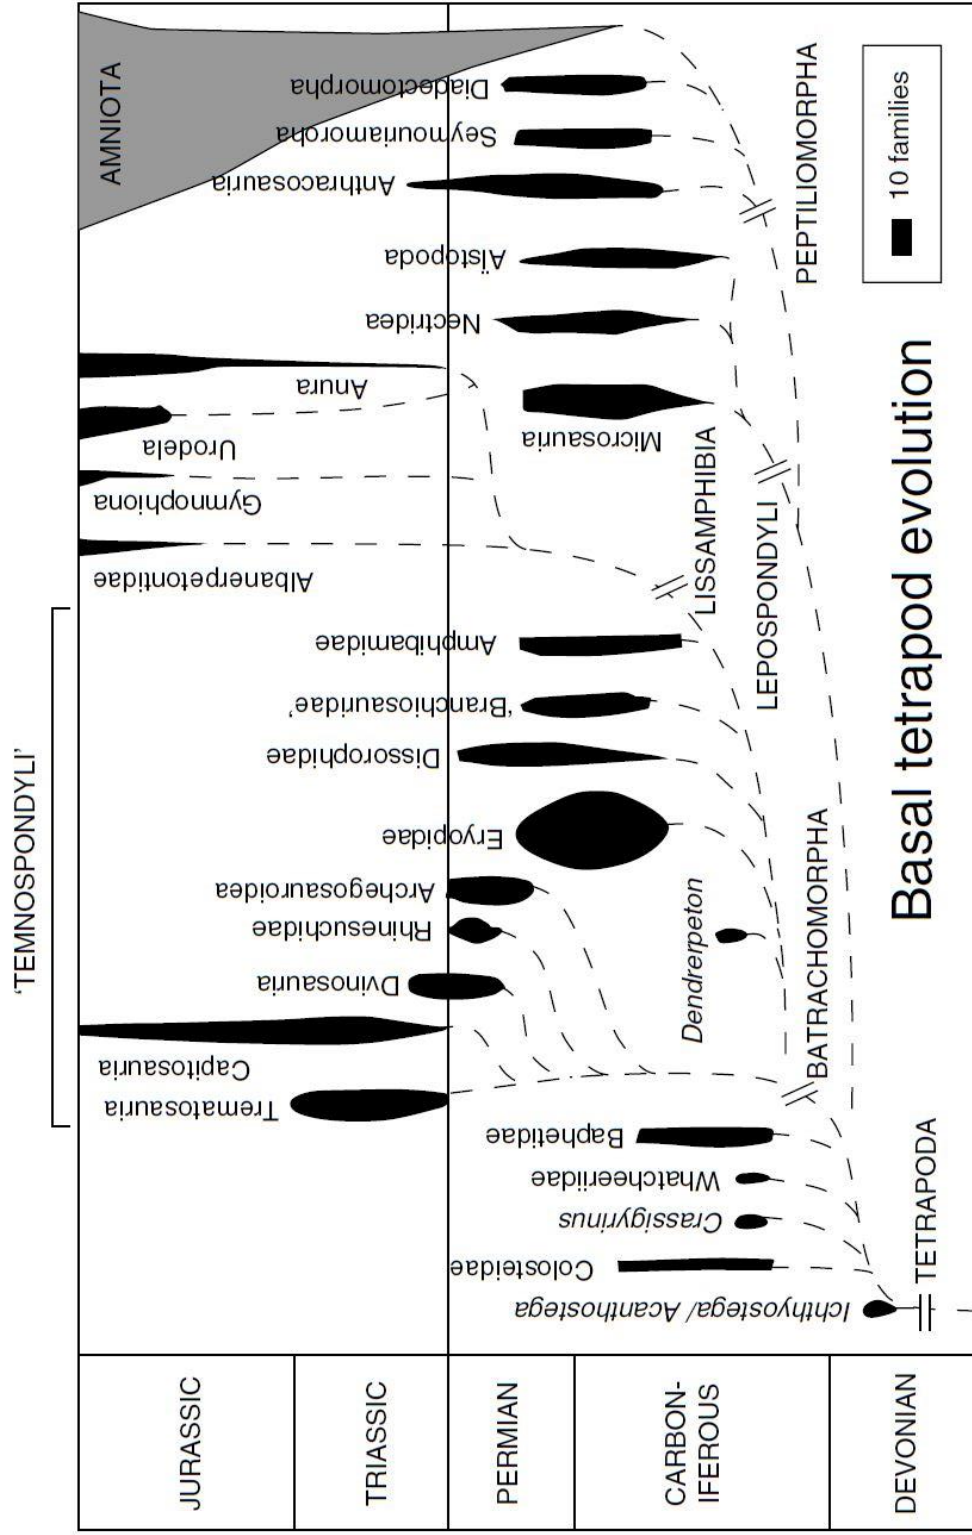 'TEMNOSPONDYLI'
AMNIOTA
Diadectomorpha
Seymouriamorpha
Anthracosauria
Aïstopoda
Nectridea
Anura
Microsauria
Urodela
Gymnophiona
Albanerpetontidae
Amphibamidae
'Branchiosauridae'
Dissorophidae
Eryopidae
Archegosauroidea
Rhinesuchidae
Dvinosauria
Capitosauria
Trematosauria
Dendrerpeton
Baphetidae
Whatcheeriidae
Crassigyrinus
Colosteidae
Ichthyostega/Acanthostega
PEPTILIOMORPHA
LISSAMPHIBIA
LEPOSPONDYLI
BATRACHOMORPHA
TETRAPODA
10 families
Basal tetrapod evolution
JURASSIC
TRIASSIC
PERMIAN
CARBON-
IFEROUS
DEVONIAN